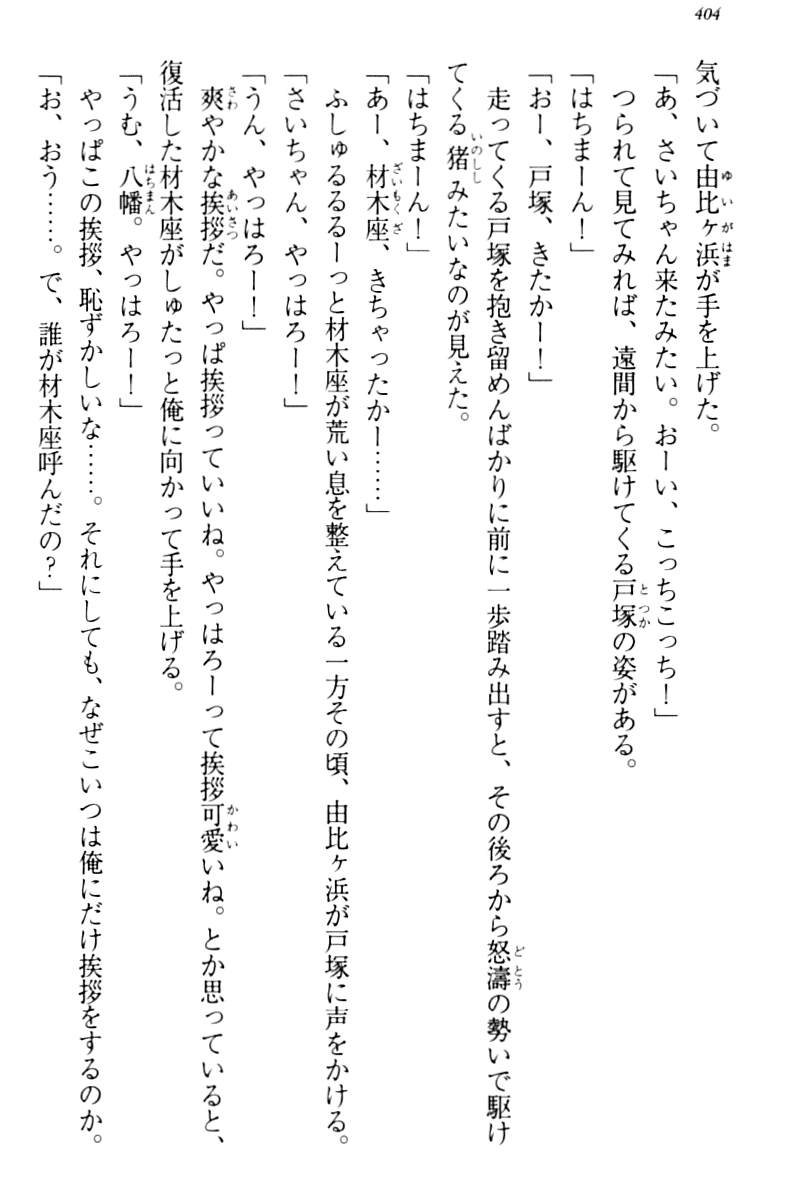 404
気づいて由比ヶ浜が手を上げた。
「あ、さいちゃん来たみたい。おーい、こっちこっち！」
つられて見てみれば、遠間から駆けてくる戸塚の姿がある。
「はちまーん！」
「おー、戸塚、きたかー！」
走ってくる戸塚を抱き留めんばかりに前に一歩踏み出すと、その後ろから怒濤の勢いで駆け
てくる猪みたいなのが見えた。
「はちまーん！」
「あー、材木座、きちゃったかー……」
ふしゅるるるーっと材木座が荒い息を整えている一方その頃、由比ヶ浜が戸塚に声をかける。
「さいちゃん、やっはろー！」
「うん、やっはろー！」
爽やかな挨拶だ。やっぱ挨拶っていいね。やっはろーって挨拶可愛いね。とか思っていると、
復活した材木座がしゅたっと俺に向かって手を上げる。
「うむ、八幡。やっはろー！」
やっぱこの挨拶、恥ずかしいな……。それにしても、なぜこいつは俺にだけ挨拶をするのか。
「お、おう……。で、誰が材木座呼んだの？」